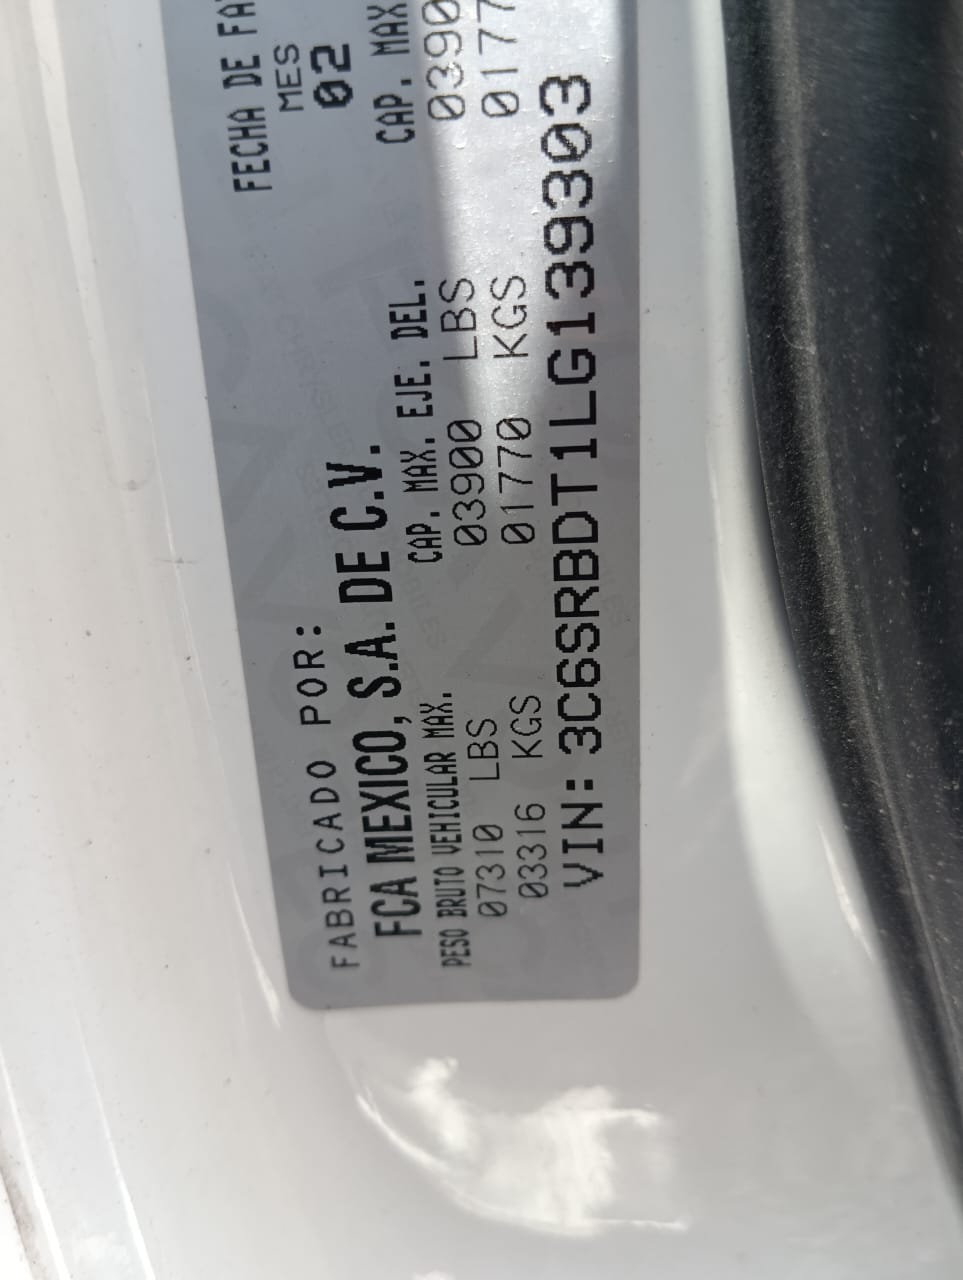 FABRICADO POR:
FECHA DE
FCA MEXICO, S.A. DE C.V.
MES
02
PESO BRUTO VEHICULAR MAX.
CAP. MAX. EJE. DEL.
CAP. MAX
07310 LBS
03900 LBS
0390
03316 KGS
01770 KGS
0177
VIN: 3C6SRBDT1LG139303